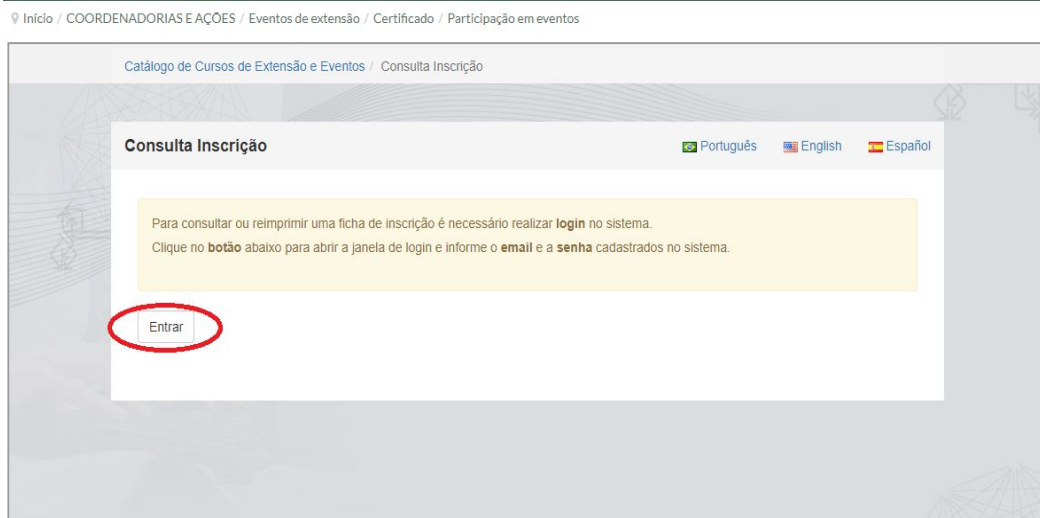 Início / COORDENADORIAS E AÇÕES / Eventos de extensão / Certificado / Participação em eventos
Catálogo de Cursos de Extensão e Eventos / Consulta Inscrição
Consulta Inscrição
Português English Español
Para consultar ou reimprimir uma ficha de inscrição é necessário realizar login no sistema.
Clique no botão abaixo para abrir a janela de login e informe o email e a senha cadastrados no sistema.
Entrar